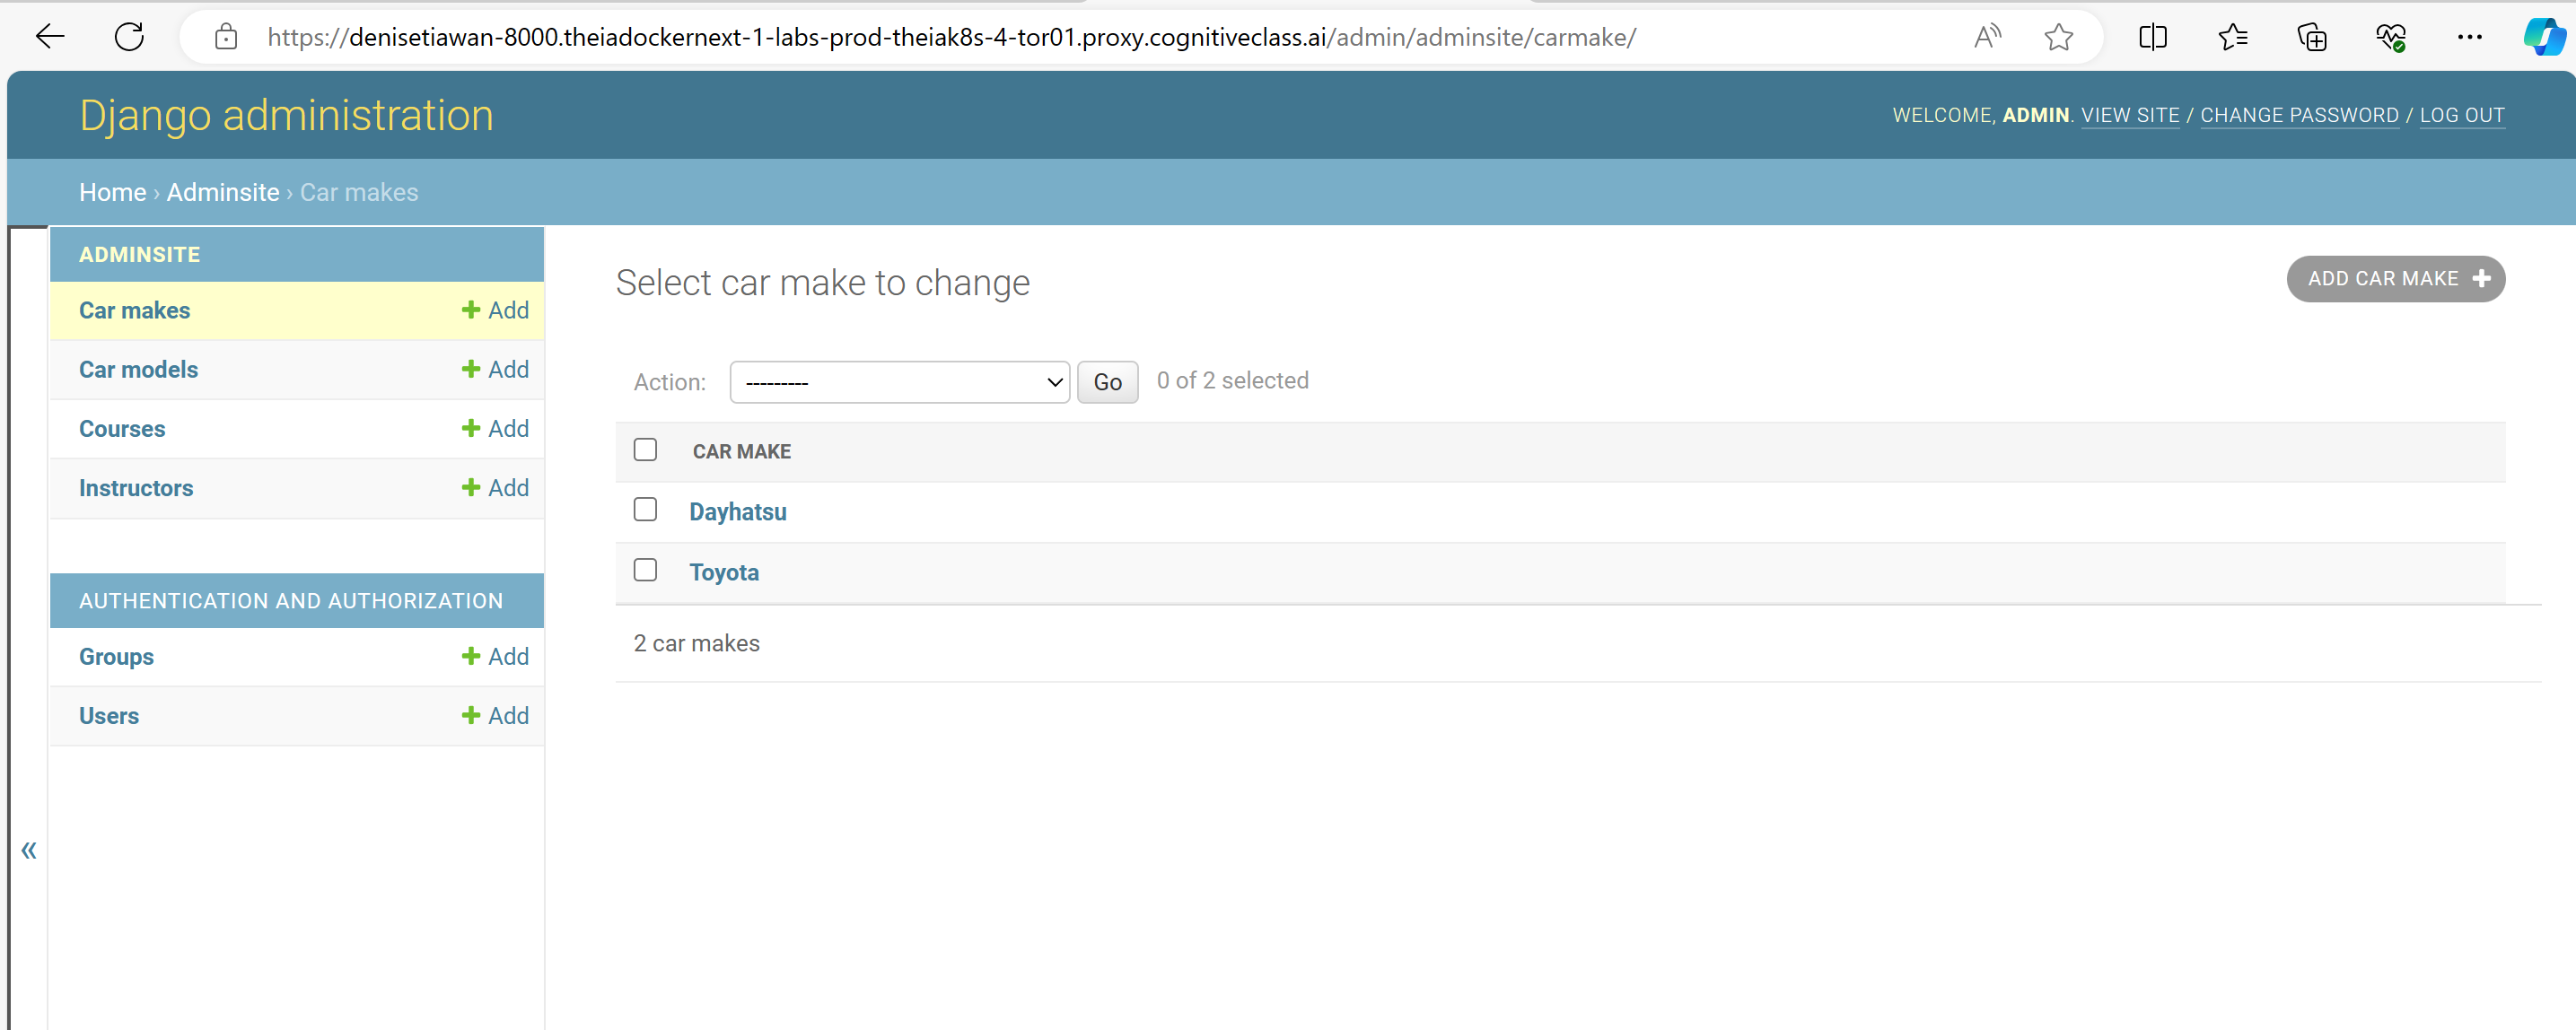 https://denisetiawan-8000.theiadockernext-1-labs-prod-theiak8s-4-tor01.proxy.cognitiveclass.ai/admin/adminsite/carmake/
Django administration
WELCOME, ADMIN. VIEW SITE / CHANGE PASSWORD / LOG OUT
Home › Adminsite › Car makes
ADMINSITE
Car makes + Add
Car models + Add
Courses + Add
Instructors + Add
AUTHENTICATION AND AUTHORIZATION
Groups + Add
Users + Add
«
Select car make to change
ADD CAR MAKE +
Action: --------- Go 0 of 2 selected
CAR MAKE
Dayhatsu
Toyota
2 car makes